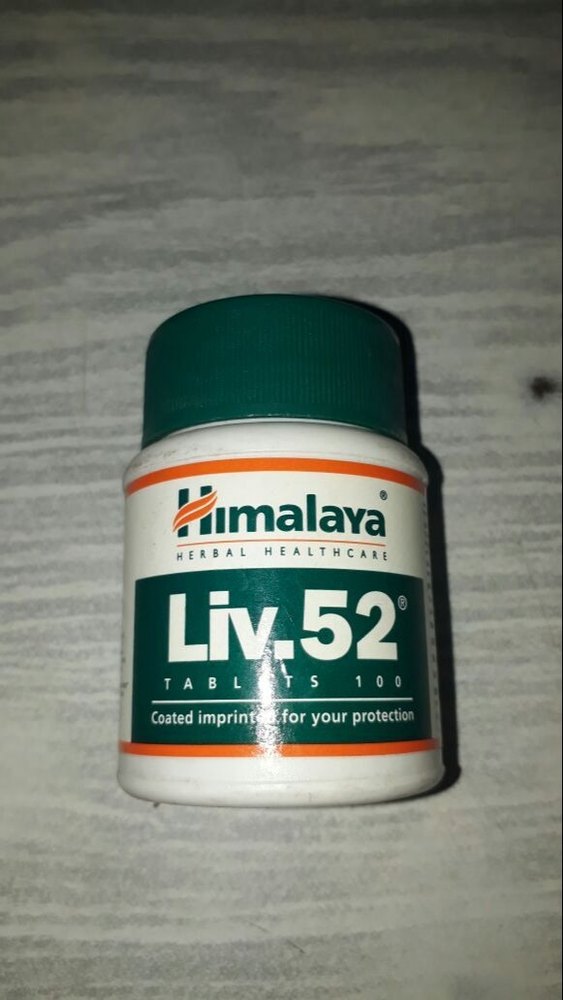 Himalaya®
HERBAL HEALTHCARE
Liv.52®
TABLETS 100
Coated imprinted for your protection